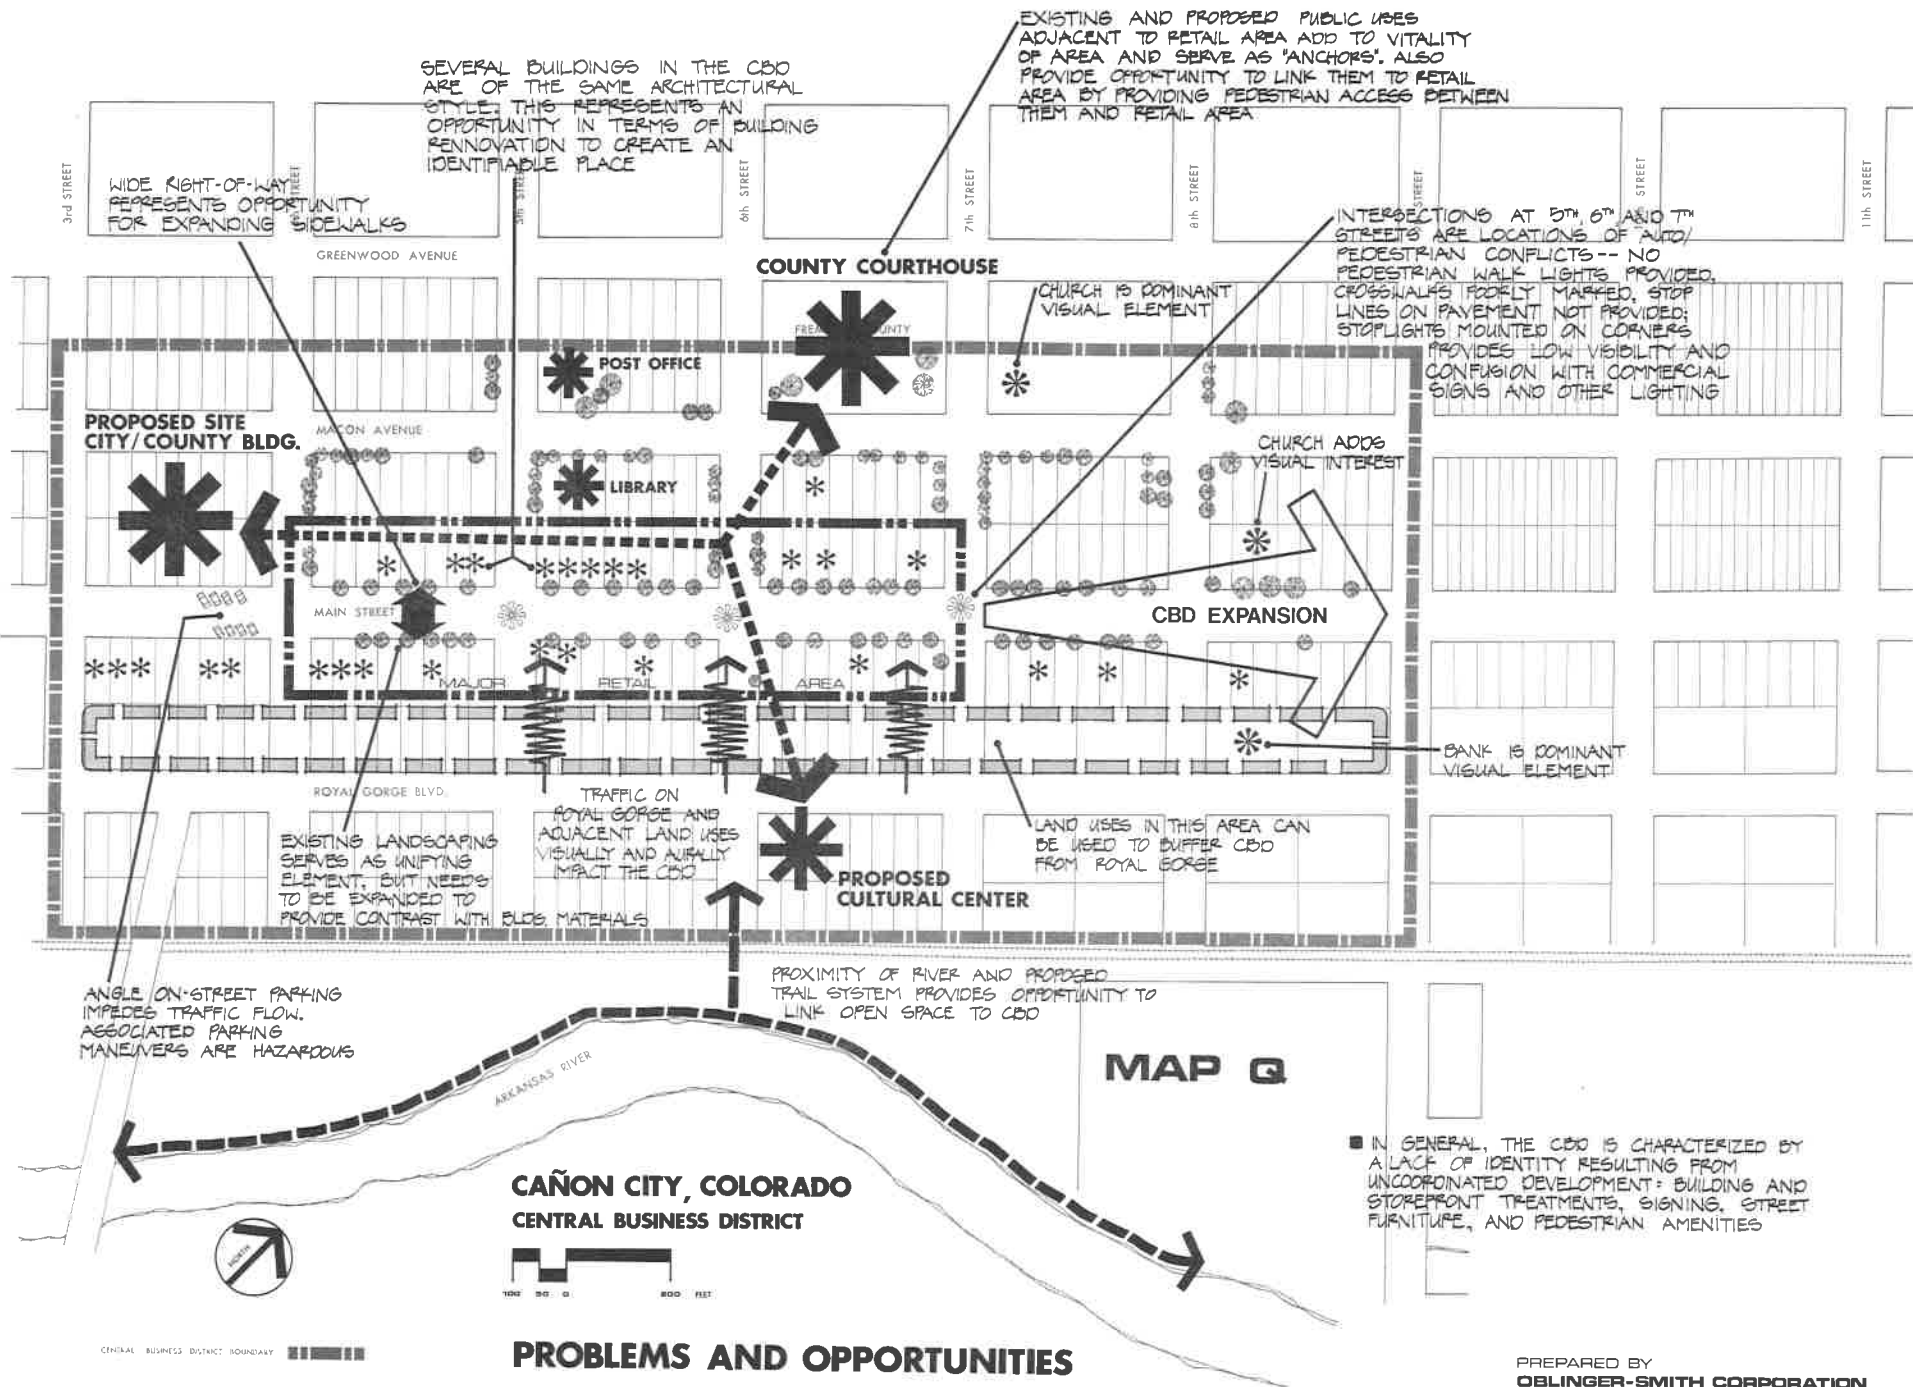 EXISTING AND PROPOSED PUBLIC USES
ADJACENT TO RETAIL AREA ADD TO VITALITY
OF AREA AND SERVE AS "ANCHORS". ALSO
PROVIDE OPPORTUNITY TO LINK THEM TO RETAIL
AREA BY PROVIDING PEDESTRIAN ACCESS BETWEEN
THEM AND RETAIL AREA
SEVERAL BUILDINGS IN THE CBD
ARE OF THE SAME ARCHITECTURAL
STYLE. THIS REPRESENTS AN
OPPORTUNITY IN TERMS OF BUILDING
RENNOVATION TO CREATE AN
IDENTIFIABLE PLACE
WIDE RIGHT-OF-WAY
REPRESENTS OPPORTUNITY
FOR EXPANDING SIDEWALKS
3rd STREET
STREET
5th STREET
6th STREET
7th STREET
8th STREET
STREET
STREET
11th STREET
INTERSECTIONS AT 5TH, 6TH AND 7TH
STREETS ARE LOCATIONS OF AUTO/
PEDESTRIAN CONFLICTS-- NO
PEDESTRIAN WALK LIGHTS PROVIDED,
CROSSWALKS POORLY MARKED, STOP
LINES ON PAVEMENT NOT PROVIDED;
STOPLIGHTS MOUNTED ON CORNERS
PROVIDES LOW VISIBILITY AND
CONFUSION WITH COMMERCIAL
SIGNS AND OTHER LIGHTING
GREENWOOD AVENUE
COUNTY COURTHOUSE
CHURCH IS DOMINANT
VISUAL ELEMENT
POST OFFICE
PROPOSED SITE
CITY/COUNTY BLDG.
MACON AVENUE
LIBRARY
CHURCH ADDS
VISUAL INTEREST
MAIN STREET
CBD EXPANSION
MAJOR RETAIL AREA
BANK IS DOMINANT
VISUAL ELEMENT
ROYAL GORGE BLVD.
TRAFFIC ON
ROYAL GORGE AND
ADJACENT LAND USES
VISUALLY AND AURALLY
IMPACT THE CBD
EXISTING LANDSCAPING
SERVES AS UNIFYING
ELEMENT, BUT NEEDS
TO BE EXPANDED TO
PROVIDE CONTRAST WITH BLDG. MATERIALS
LAND USES IN THIS AREA CAN
BE USED TO BUFFER CBD
FROM ROYAL GORGE
PROPOSED
CULTURAL CENTER
ANGLE ON-STREET PARKING
IMPEDES TRAFFIC FLOW.
ASSOCIATED PARKING
MANEUVERS ARE HAZARDOUS
PROXIMITY OF RIVER AND PROPOSED
TRAIL SYSTEM PROVIDES OPPORTUNITY TO
LINK OPEN SPACE TO CBD
ARKANSAS RIVER
MAP Q
IN GENERAL, THE CBD IS CHARACTERIZED BY
A LACK OF IDENTITY RESULTING FROM
UNCOORDINATED DEVELOPMENT: BUILDING AND
STOREFRONT TREATMENTS, SIGNING, STREET
FURNITURE, AND PEDESTRIAN AMENITIES
CAÑON CITY, COLORADO
CENTRAL BUSINESS DISTRICT
NORTH
100 50 0 200 FEET
CENTRAL BUSINESS DISTRICT BOUNDARY
PROBLEMS AND OPPORTUNITIES
PREPARED BY
OBLINGER-SMITH CORPORATION